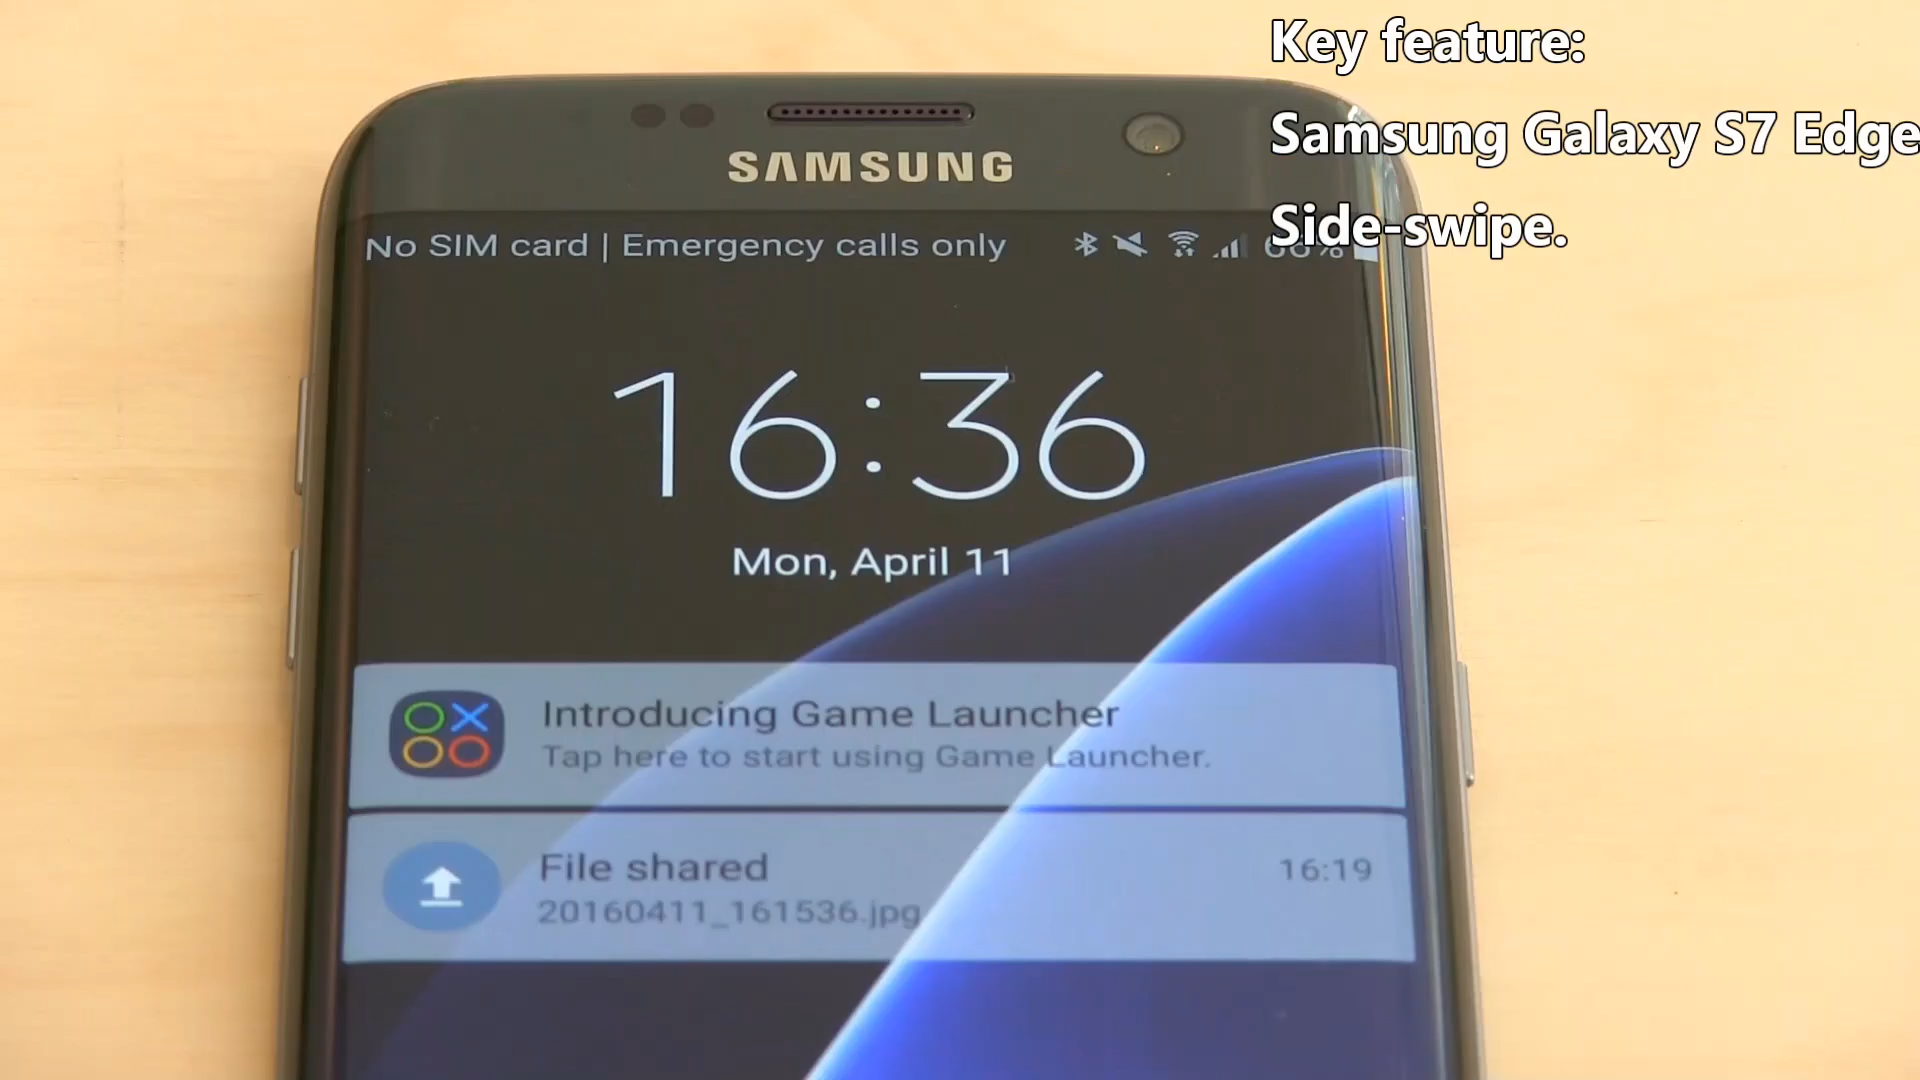 Key feature:
Samsung Galaxy S7 Edge
Side-swipe.
SAMSUNG
No SIM card | Emergency calls only
16:36
Mon, April 11
Introducing Game Launcher
Tap here to start using Game Launcher.
File shared
16:19
20160411_161536.jpg